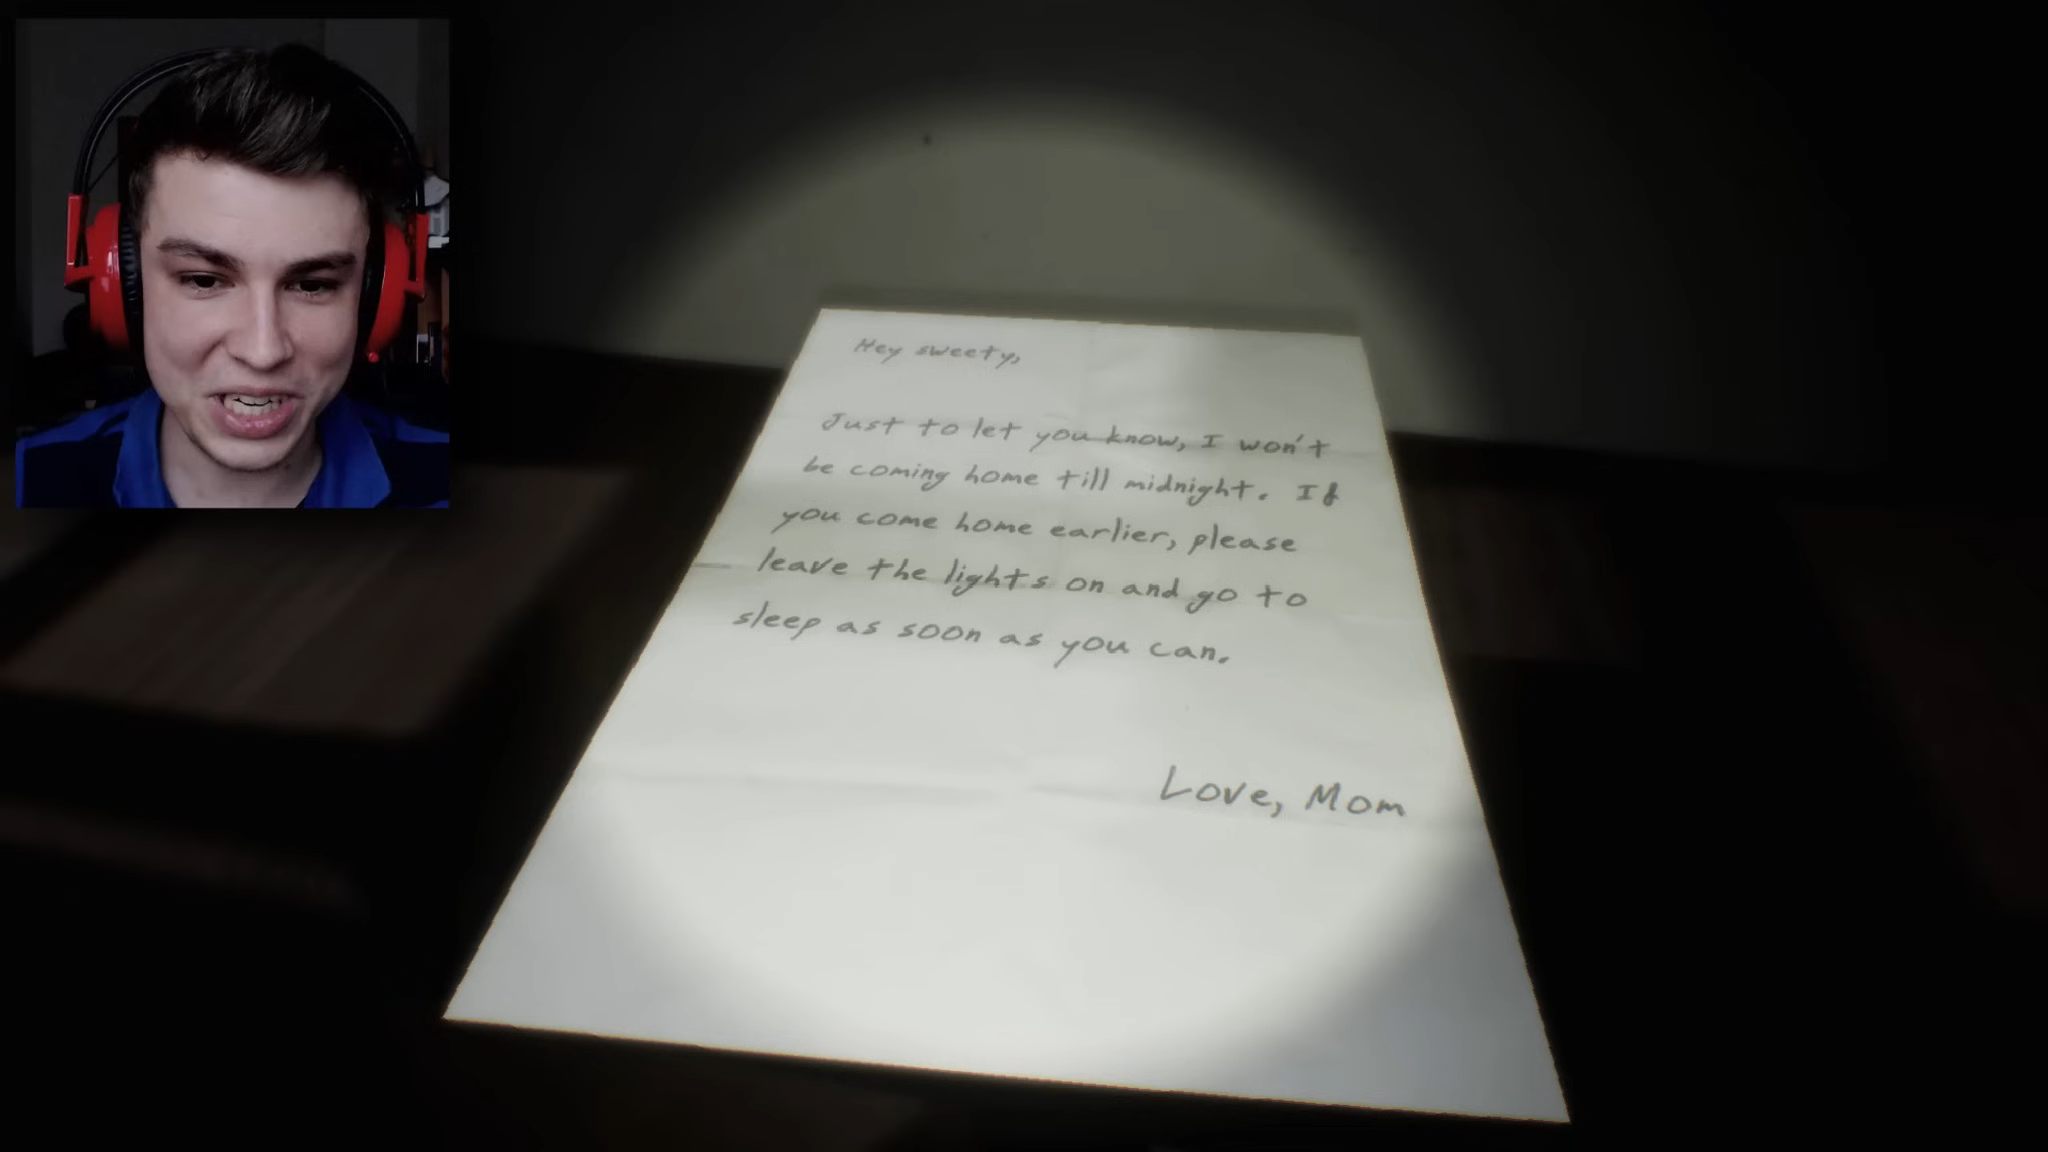 Hey sweety,
Just to let you know, I won't
be coming home till midnight. If
you come home earlier, please
leave the lights on and go to
sleep as soon as you can.
Love, Mom